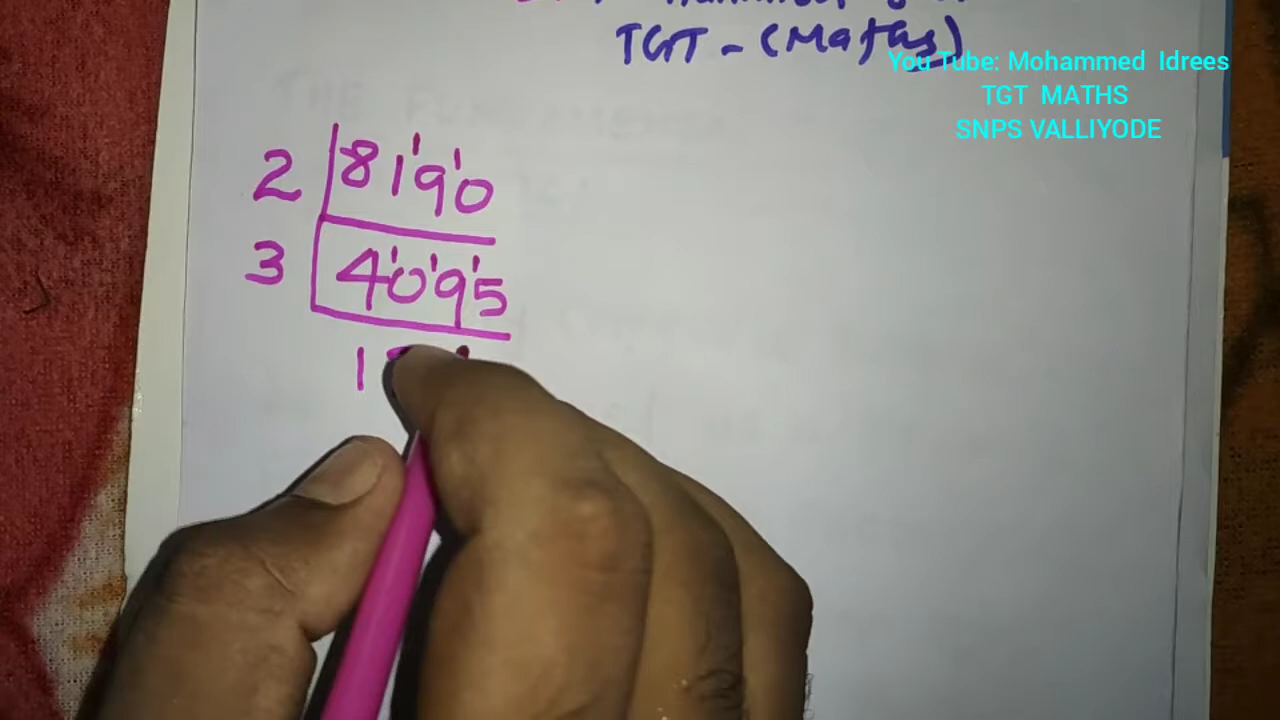 TGT - (Maths)
You Tube: Mohammed Idrees
TGT MATHS
SNPS VALLIYODE
2 8190
3 4095
1